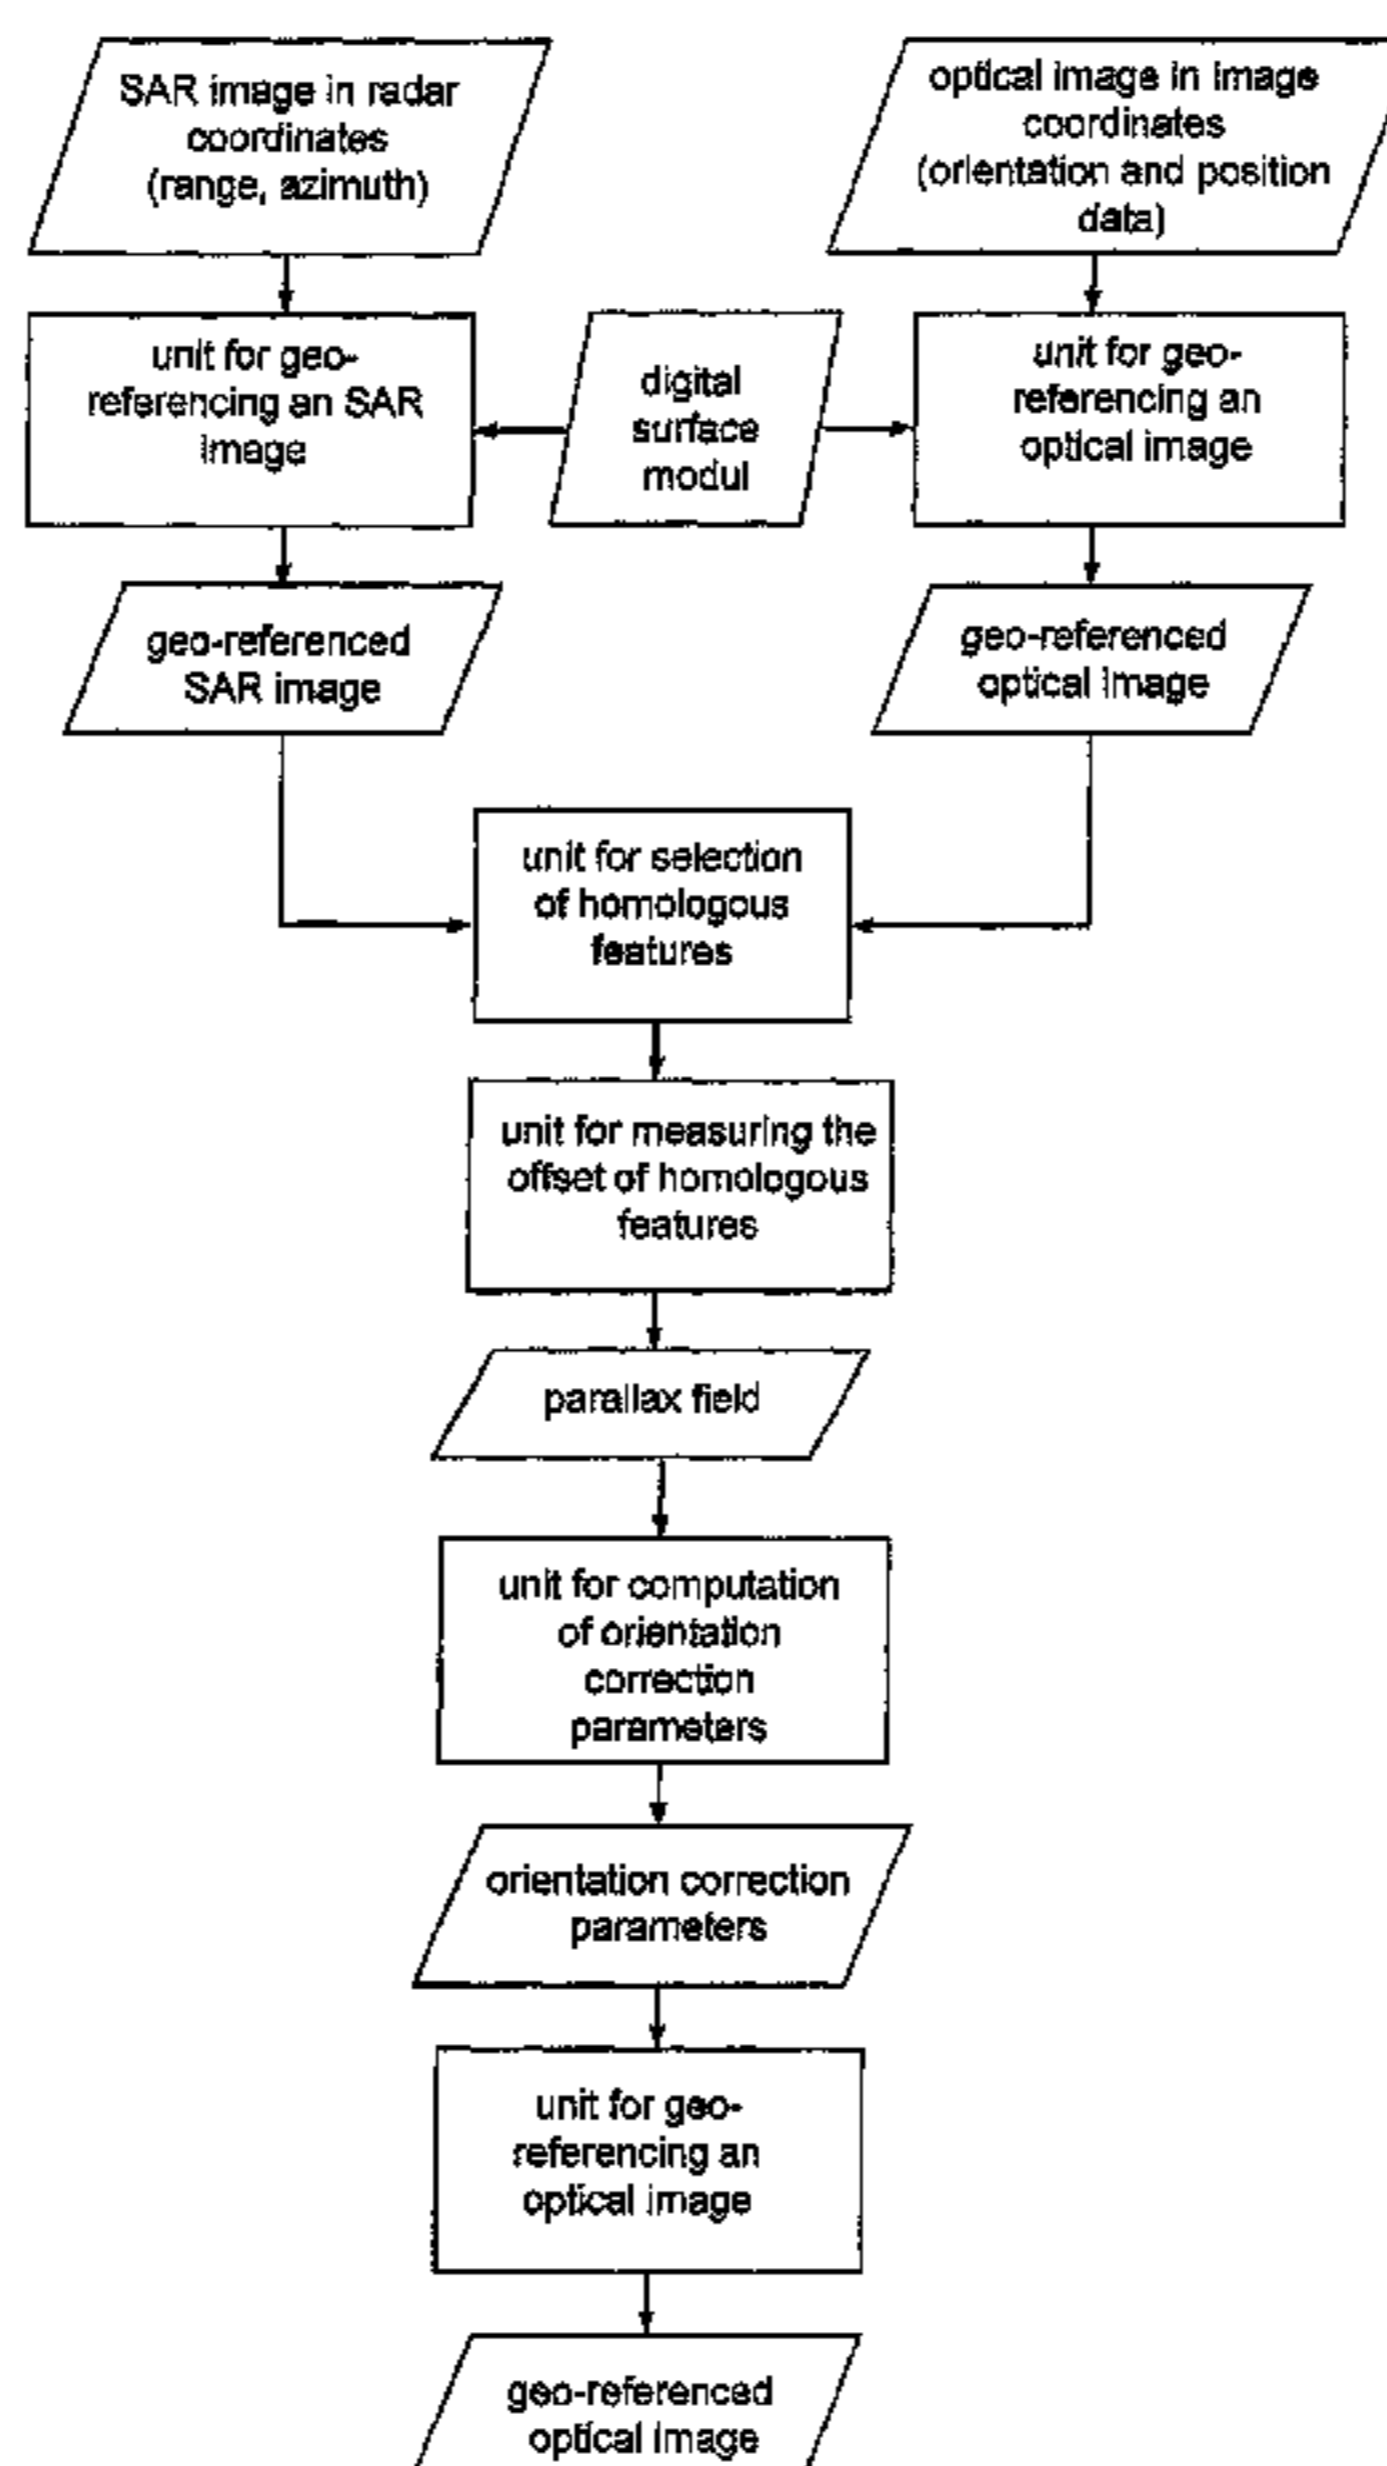 SAR image in radar
coordinates
(range, azimuth)
optical image in image
coordinates
(orientation and position
data)
unit for geo-
referencing an SAR
image
digital
surface
modul
unit for geo-
referencing an
optical image
geo-referenced
SAR image
geo-referenced
optical image
unit for selection
of homologous
features
unit for measuring the
offset of homologous
features
parallax field
unit for computation
of orientation
correction
parameters
orientation correction
parameters
unit for geo-
referencing an
optical image
geo-referenced
optical image